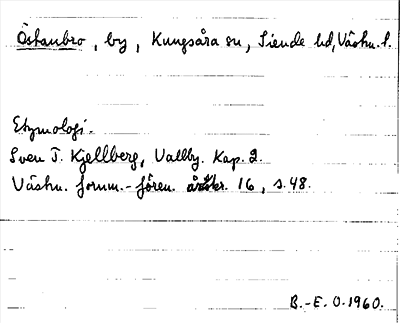 Östanbro, by, Kungsåra sn, Siende hd, Västm. l.
Etymologi.
Sven T. Kjellberg, Vallby. Kap. 2.
Västm. fornm.-fören. årsskr. 16, s. 48.
B.-E. O. 1960.